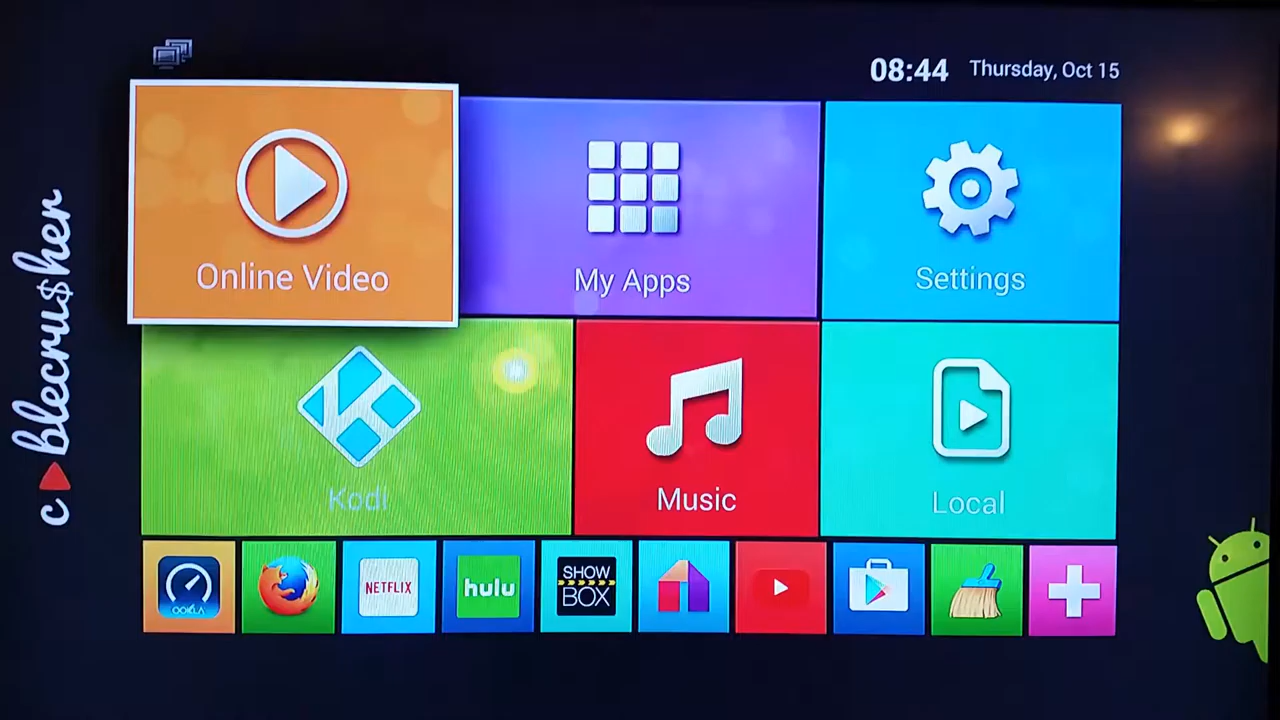 08:44 Thursday, Oct 15
Online Video
My Apps
Settings
Kodi
Music
Local
OOKLA
NETFLIX
hulu
SHOW
BOX
c▲blecru$her